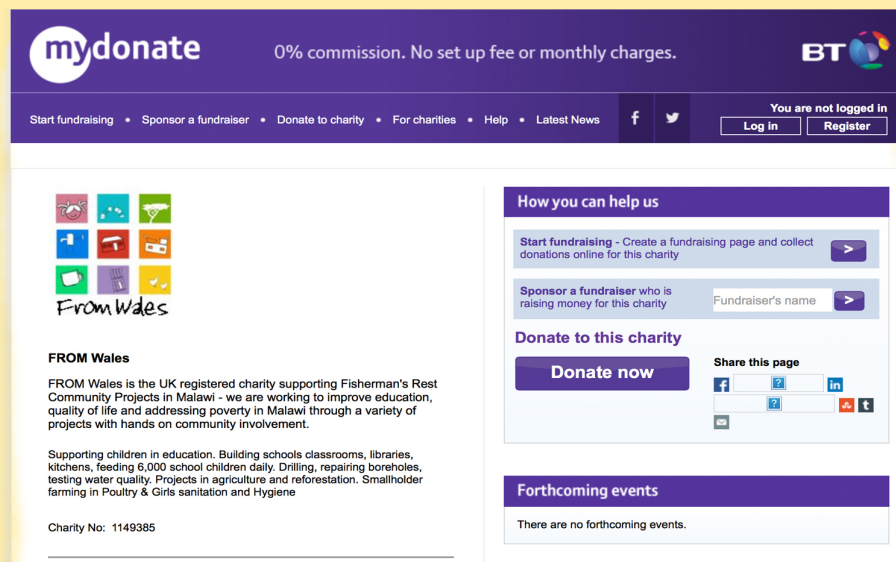 mydonate
0% commission. No set up fee or monthly charges.
BT
Start fundraising • Sponsor a fundraiser • Donate to charity • For charities • Help • Latest News
You are not logged in
Log in Register
FROM Wales
FROM Wales
FROM Wales is the UK registered charity supporting Fisherman's Rest
Community Projects in Malawi - we are working to improve education,
quality of life and addressing poverty in Malawi through a variety of
projects with hands on community involvement.
Supporting children in education. Building schools classrooms, libraries,
kitchens, feeding 6,000 school children daily. Drilling, repairing boreholes,
testing water quality. Projects in agriculture and reforestation. Smallholder
farming in Poultry & Girls sanitation and Hygiene
Charity No: 1149385
How you can help us
Start fundraising - Create a fundraising page and collect
donations online for this charity
>
Sponsor a fundraiser who is
raising money for this charity
Fundraiser's name
>
Donate to this charity
Donate now
Share this page
Forthcoming events
There are no forthcoming events.